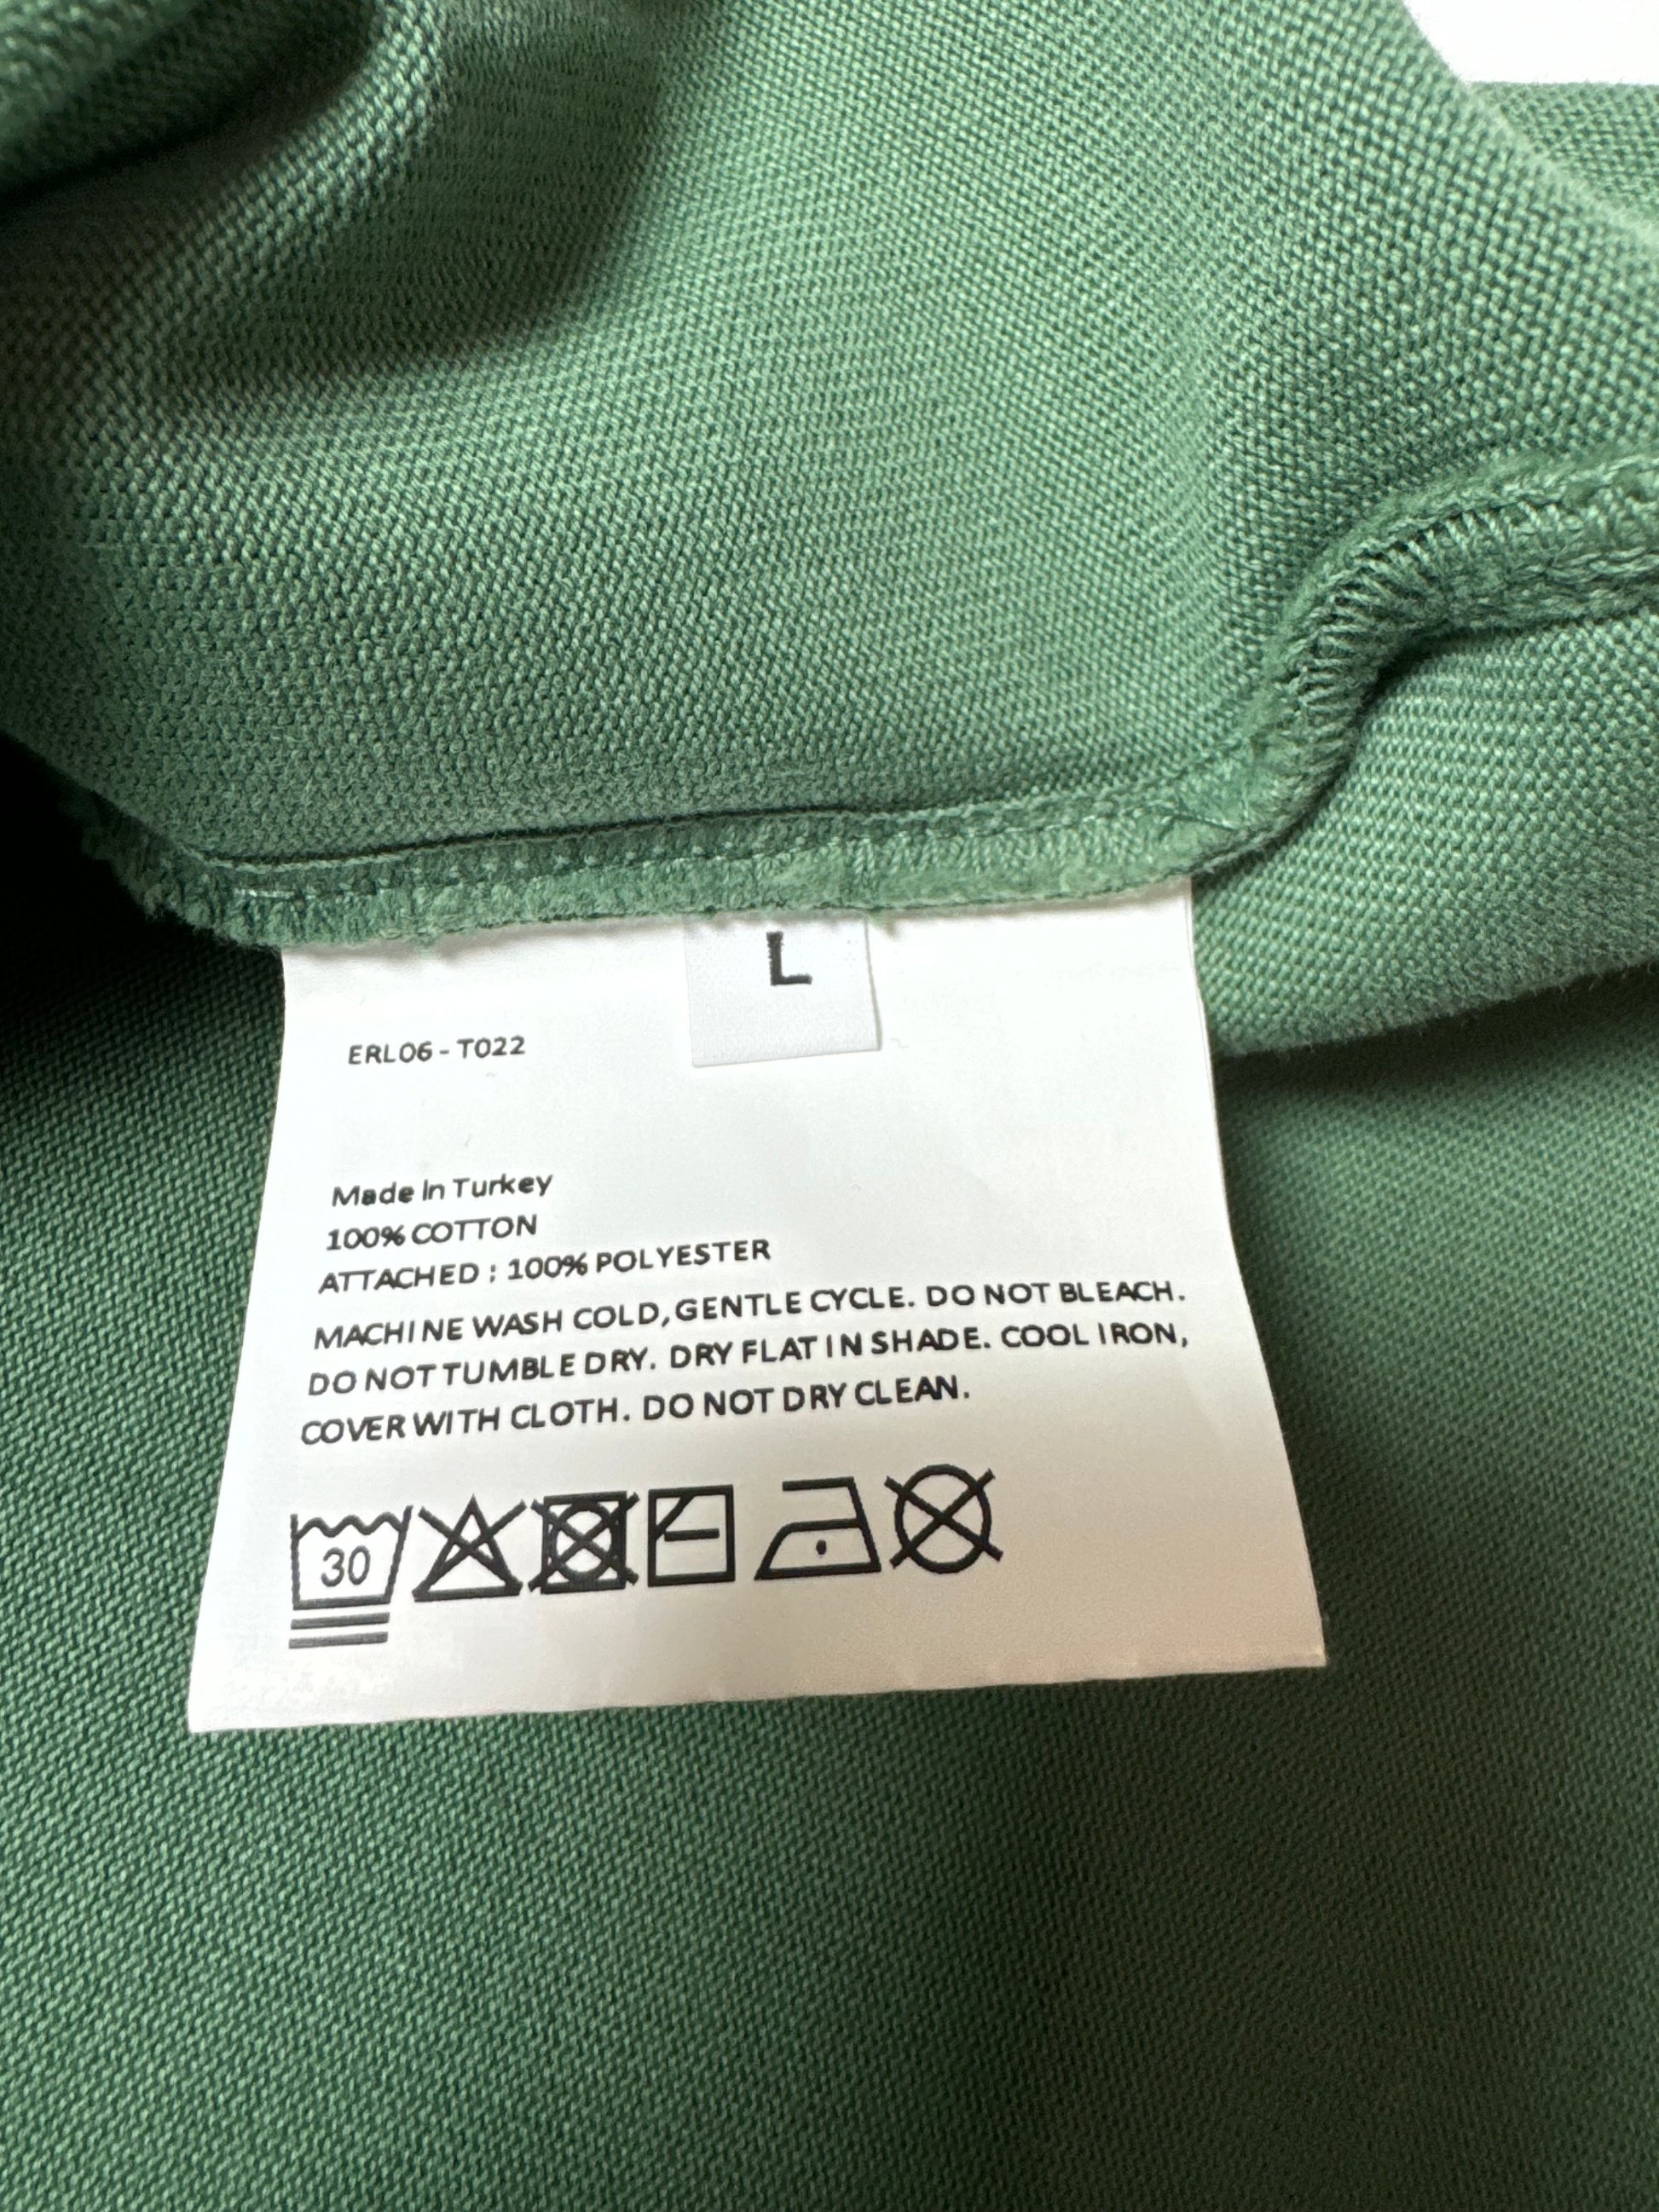 L
ERL06 - T022
Made in Turkey
100% COTTON
ATTACHED : 100% POLYESTER
MACHINE WASH COLD, GENTLE CYCLE. DO NOT BLEACH.
DO NOT TUMBLE DRY. DRY FLAT IN SHADE. COOL IRON,
COVER WITH CLOTH. DO NOT DRY CLEAN.
30